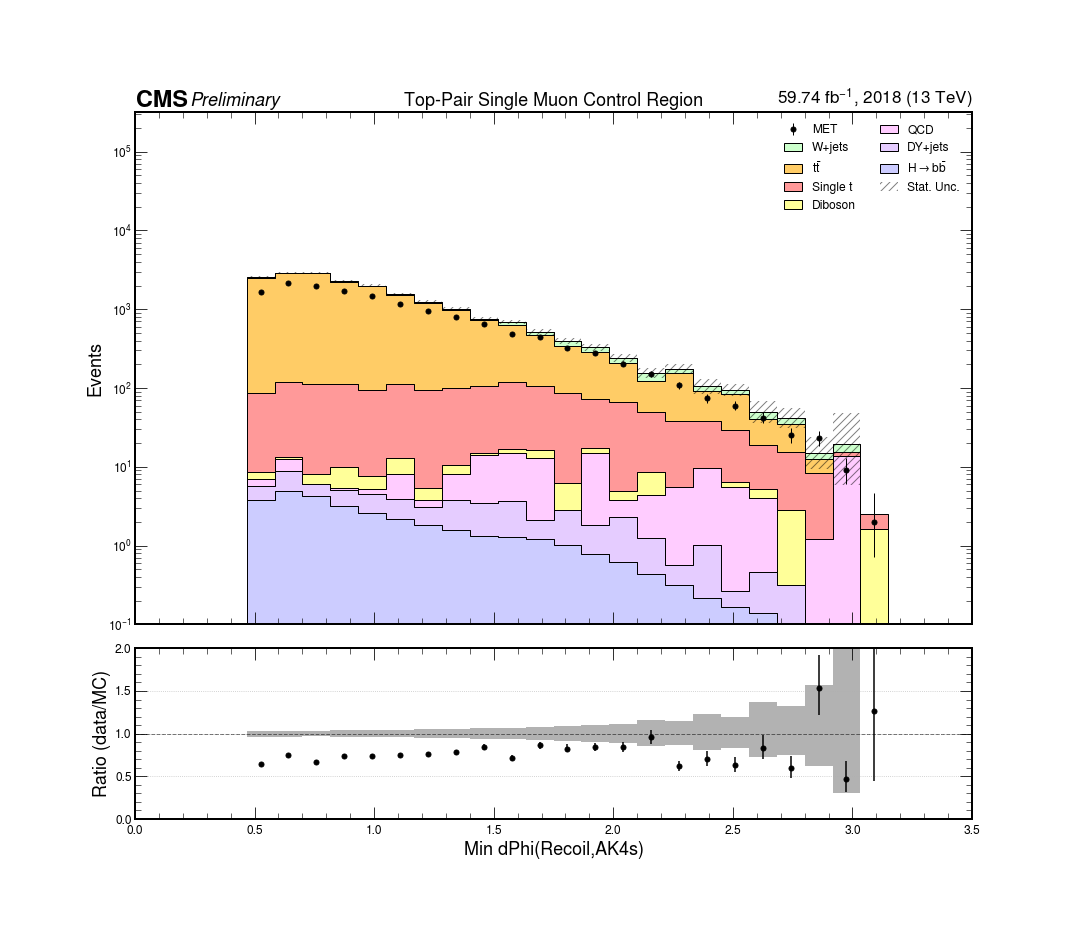 CMS Preliminary Top-Pair Single Muon Control Region 59.74 fb⁻¹, 2018 (13 TeV)
MET
W+jets
tt̄
Single t
Diboson
QCD
DY+jets
H→bb̄
Stat. Unc.
Events
10⁵
10⁴
10³
10²
10¹
10⁰
10⁻¹
Ratio (data/MC)
2.0
1.5
1.0
0.5
0.0
0.0 0.5 1.0 1.5 2.0 2.5 3.0 3.5
Min dPhi(Recoil,AK4s)